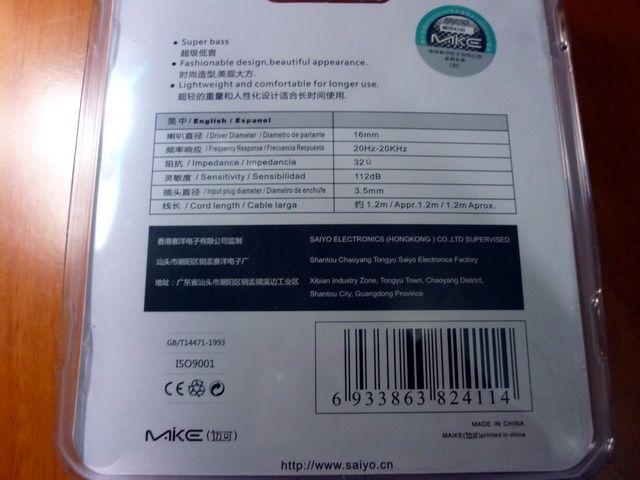 Super bass
超级低音
Fashionable design,beautiful appearance.
时尚造型,美观大方.
Lightweight and comfortable for longer use.
超轻的重量和人性化设计适合长时间使用.
MAIKE
简中 / English / Espanol
喇叭直径 / Driver Diameter / Diametro de parlante 16mm
频率响应 / Frequency Response / Frecuencia Respuesta 20Hz-20KHz
阻抗 / Impedance / Impedancia 32Ω
灵敏度 / Sensitivity / Sensibilidad 112dB
插头直径 / Input plug diameter / Diametro de enchufe 3.5mm
线长 / Cord length / Cable larga 约 1.2m / Appr.1.2m / 1.2m Aprox.
香港赛洋电子有限公司监制 SAIYO ELECTRONICS (HONGKONG ) CO.,LTD SUPERVISED
汕头市潮阳区铜盂赛洋电子厂 Shantou Chaoyang Tongyu Saiyo Electronics Factory
地址：广东省汕头市潮阳区铜盂镇溪边工业区 Xibian Industry Zone, Tongyu Town, Chaoyang District,
Shantou City, Guangdong Province
GB/T14471-1993
ISO9001
CE
6 933863 824114
MADE IN CHINA
MAIKE(迈可)printed in china
MAIKE (迈可)
http://www.saiyo.cn